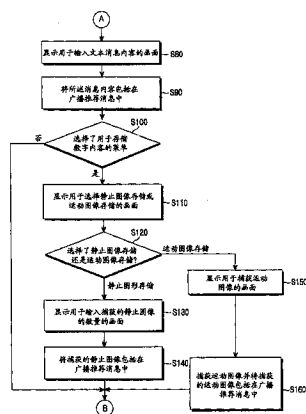 A
显示用于输入文本消息内容的画面
S80
将所述消息内容包括在
广播推荐消息中
S90
S100
选择了用于存储
数字内容的菜单
否
是
显示用于选择静止图像存储或
运动图像存储的画面
S110
S120
选择了静止图像存储
还是运动图像存储?
运动图像存储
静止图形存储
显示用于捕获运动
图像的画面
S150
显示用于输入捕获的静止图像
的数量的画面
S130
将捕获的静止图像包括在
广播推荐消息中
S140
捕获运动图像并将捕获
的运动图像包括在广播
推荐消息中
S160
B